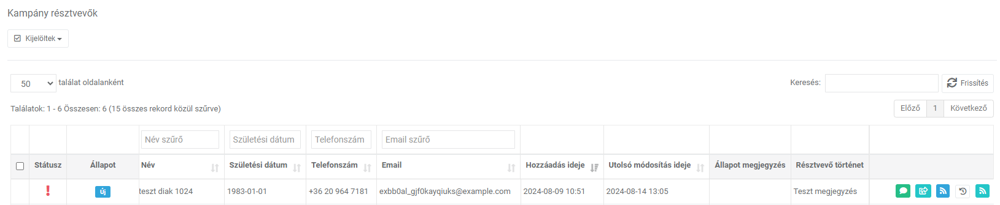 Kampány résztvevők
Kijelöltek
50 találat oldalanként
Keresés: Frissítés
Találatok: 1 - 6 Összesen: 6 (15 összes rekord közül szűrve)
Előző 1 Következő
Név szűrő Születési dátum Telefonszám Email szűrő
Státusz Állapot Név Születési dátum Telefonszám Email Hozzáadás ideje Utolsó módosítás ideje Állapot megjegyzés Résztvevő történet
Új teszt diak 1024 1983-01-01 +36 20 964 7181 exbb0al_gjf0kayqiuks@example.com 2024-08-09 10:51 2024-08-14 13:05 Teszt megjegyzés